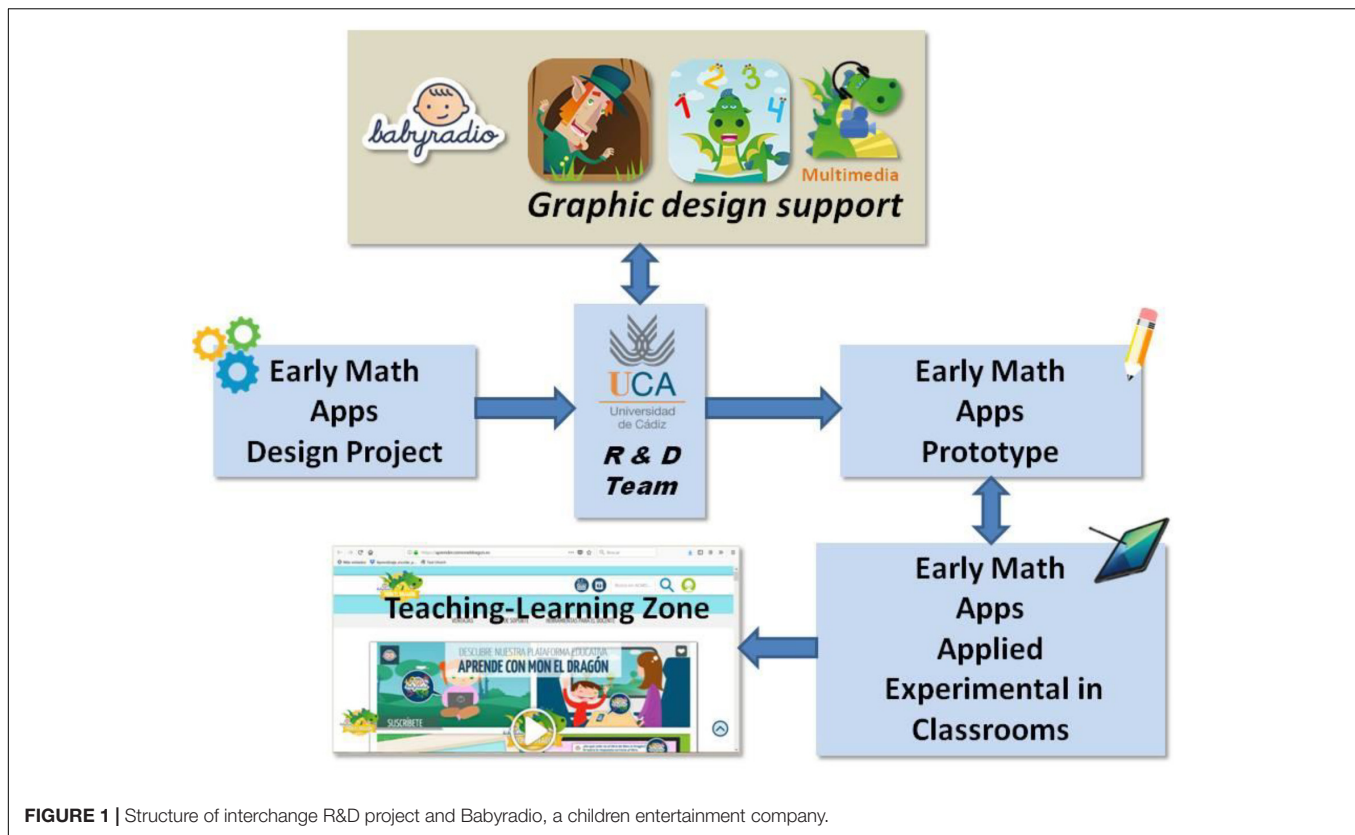 babyradio
1
2
3
4
Multimedia
Graphic design support
Early Math
Apps
Design Project
UCA
Universidad
de Cádiz
R & D
Team
Early Math
Apps
Prototype
Teaching-Learning Zone
DESCUBRE NUESTRA PLATAFORMA EDUCATIVA
APRENDE CON MON EL DRAGÓN
SUSCRÍBETE
Early Math
Apps
Applied
Experimental in
Classrooms
FIGURE 1 | Structure of interchange R&D project and Babyradio, a children entertainment company.